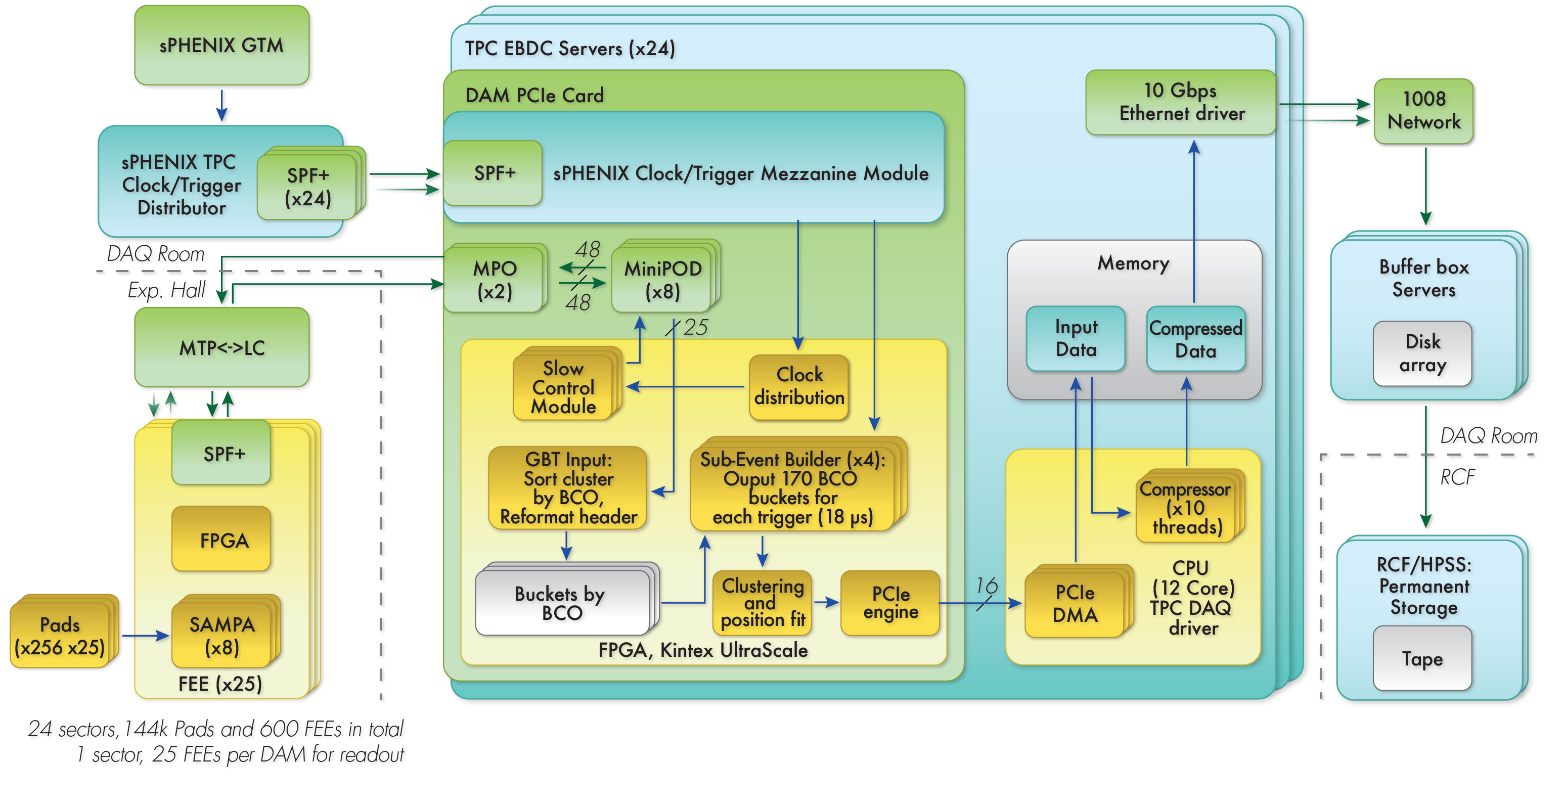 sPHENIX GTM
sPHENIX TPC
Clock/Trigger
Distributor
SPF+
(x24)
DAQ Room
Exp. Hall
MTP<->LC
SPF+
FPGA
Pads
(x256 x25)
SAMPA
(x8)
FEE (x25)
24 sectors, 144k Pads and 600 FEEs in total
1 sector, 25 FEEs per DAM for readout
TPC EBDC Servers (x24)
DAM PCIe Card
SPF+
sPHENIX Clock/Trigger Mezzanine Module
MPO
(x2)
48
48
MiniPOD
(x8)
25
Slow
Control
Module
Clock
distribution
GBT Input:
Sort cluster
by BCO,
Reformat header
Sub-Event Builder (x4):
Ouput 170 BCO
buckets for
each trigger (18 µs)
Buckets by
BCO
Clustering
and
position fit
PCIe
engine
FPGA, Kintex UltraScale
16
10 Gbps
Ethernet driver
Memory
Input
Data
Compressed
Data
Compressor
(x10
threads)
PCIe
DMA
CPU
(12 Core)
TPC DAQ
driver
1008
Network
Buffer box
Servers
Disk
array
DAQ Room
RCF
RCF/HPSS:
Permanent
Storage
Tape